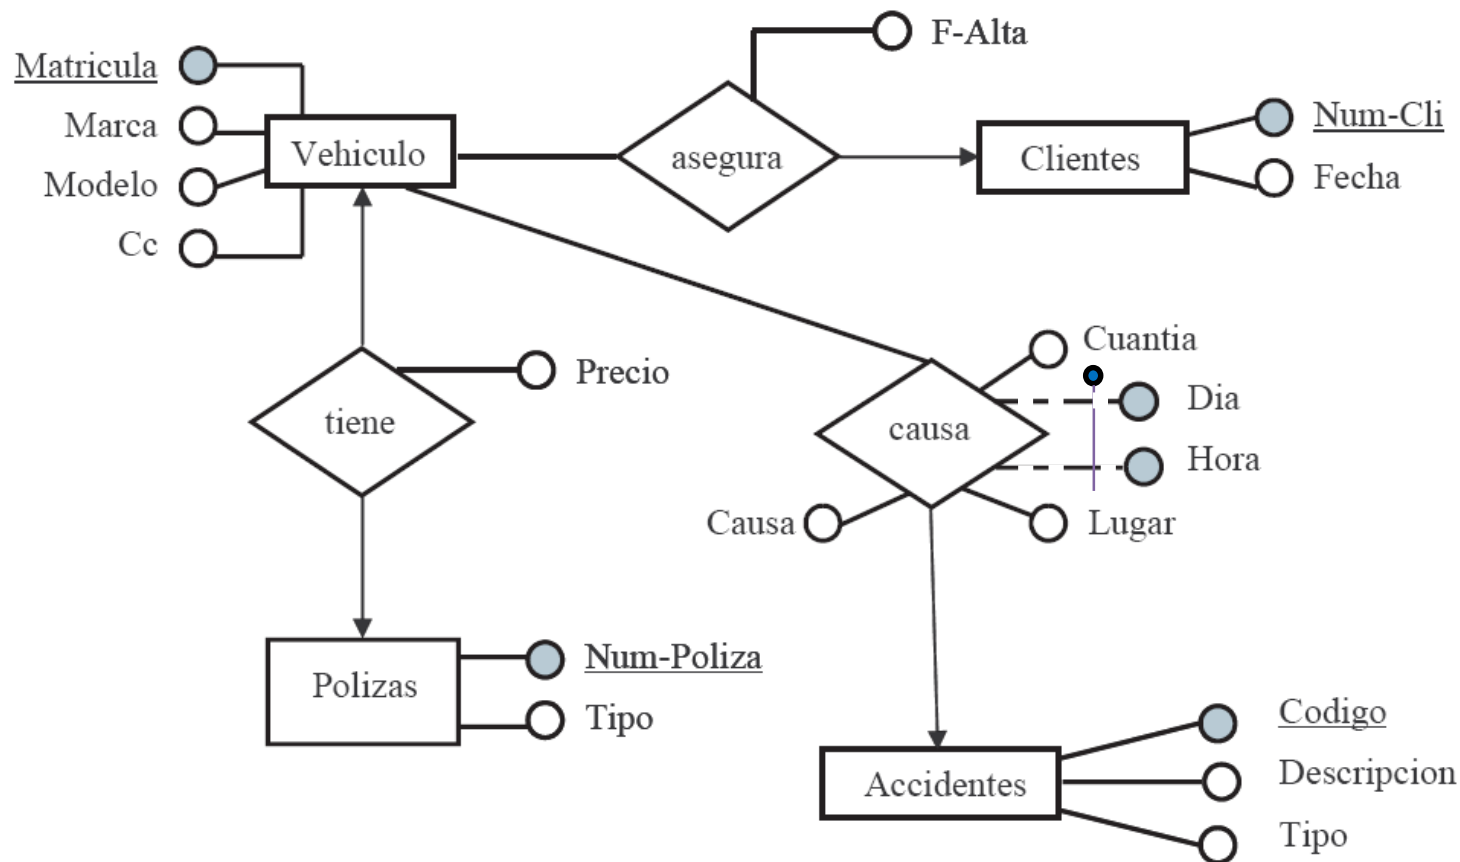 F-Alta
Matricula
Marca
Vehiculo
asegura
Clientes
Num-Cli
Modelo
Fecha
Cc
Cuantia
Precio
Dia
tiene
causa
Hora
Causa
Lugar
Polizas
Num-Poliza
Tipo
Accidentes
Codigo
Descripcion
Tipo